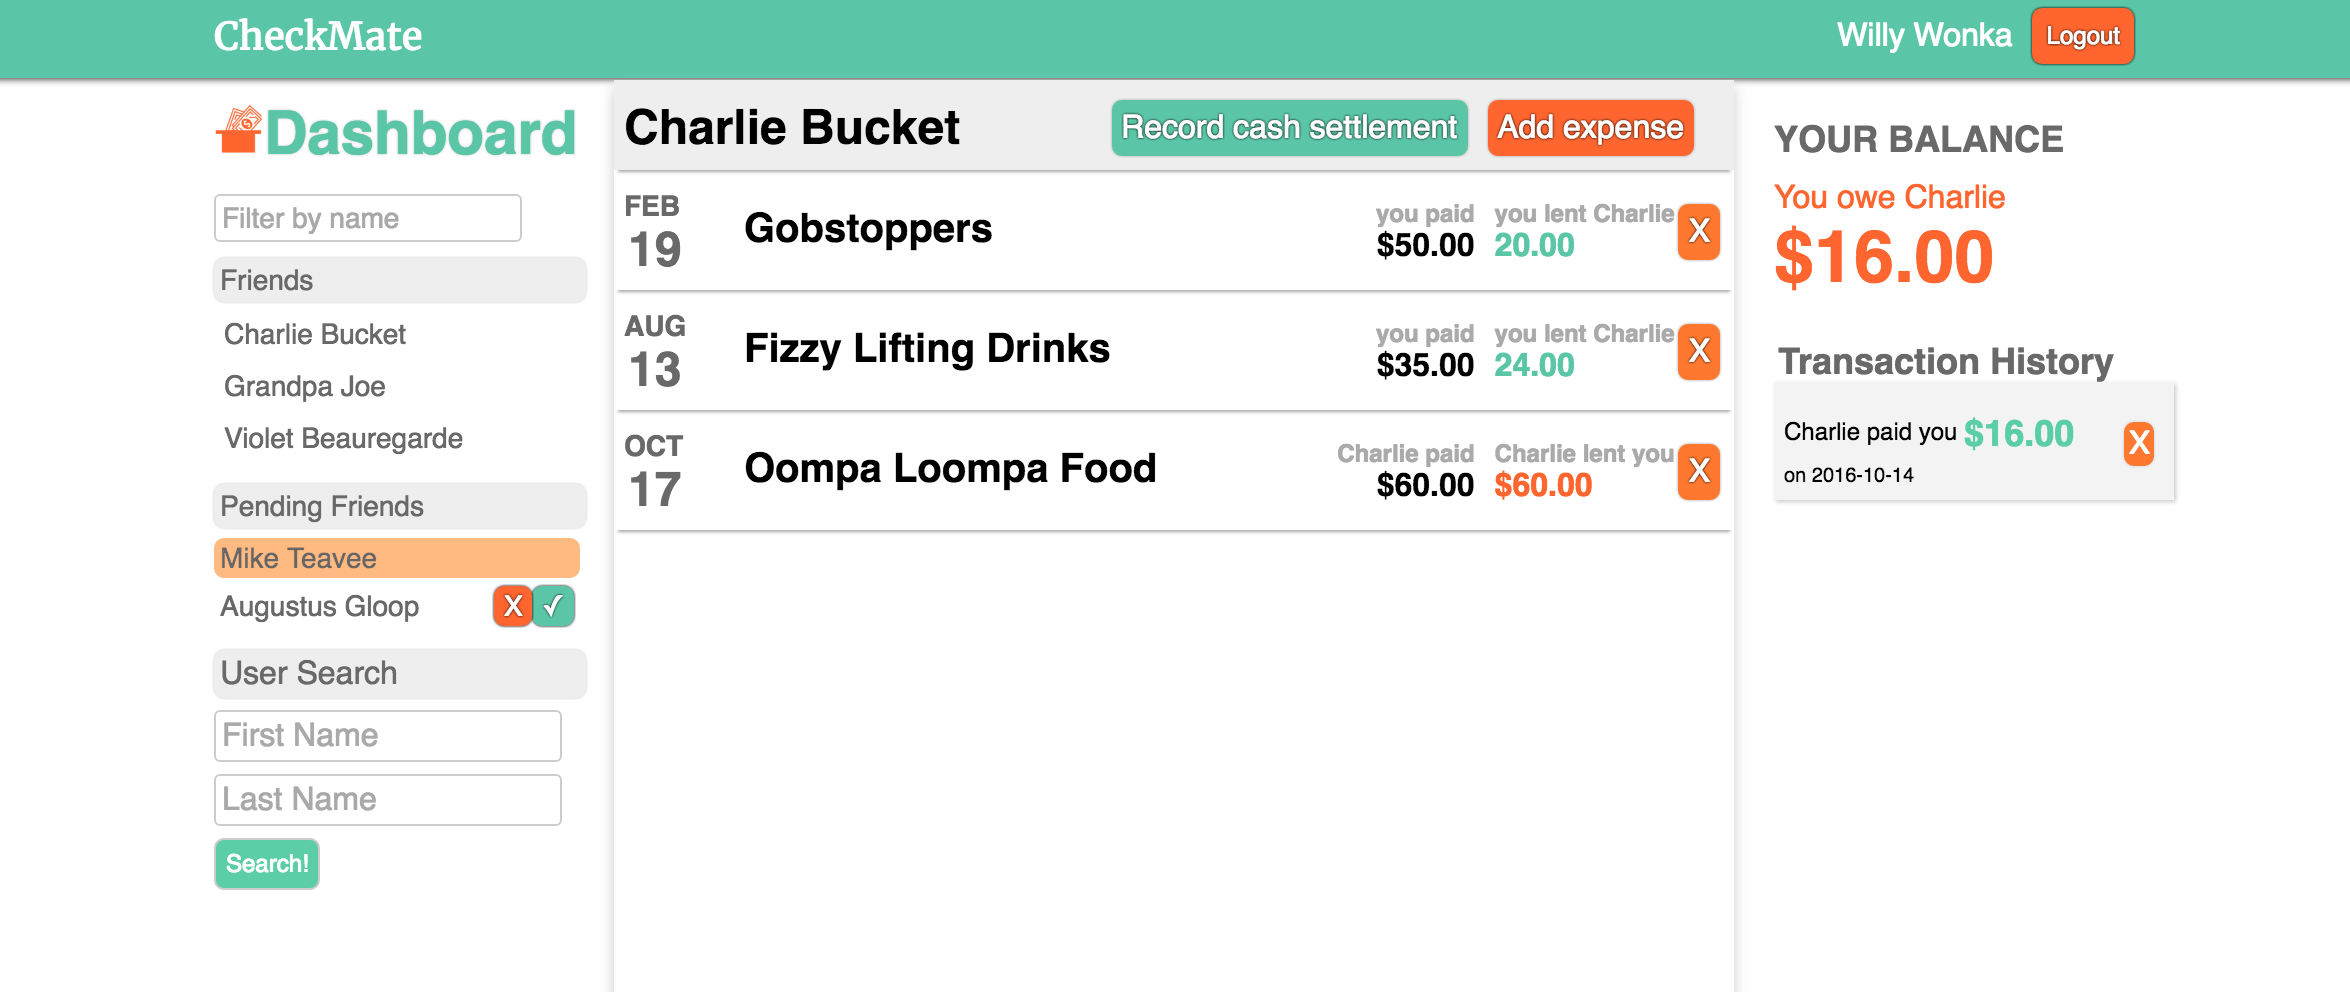 CheckMate
Willy Wonka
Logout
Dashboard
Filter by name
Friends
Charlie Bucket
Grandpa Joe
Violet Beauregarde
Pending Friends
Mike Teavee
Augustus Gloop X ✓
User Search
First Name
Last Name
Search!
Charlie Bucket
Record cash settlement
Add expense
FEB
19
Gobstoppers
you paid
$50.00
you lent Charlie
20.00
X
AUG
13
Fizzy Lifting Drinks
you paid
$35.00
you lent Charlie
24.00
X
OCT
17
Oompa Loompa Food
Charlie paid
$60.00
Charlie lent you
$60.00
X
YOUR BALANCE
You owe Charlie
$16.00
Transaction History
Charlie paid you $16.00
on 2016-10-14
X